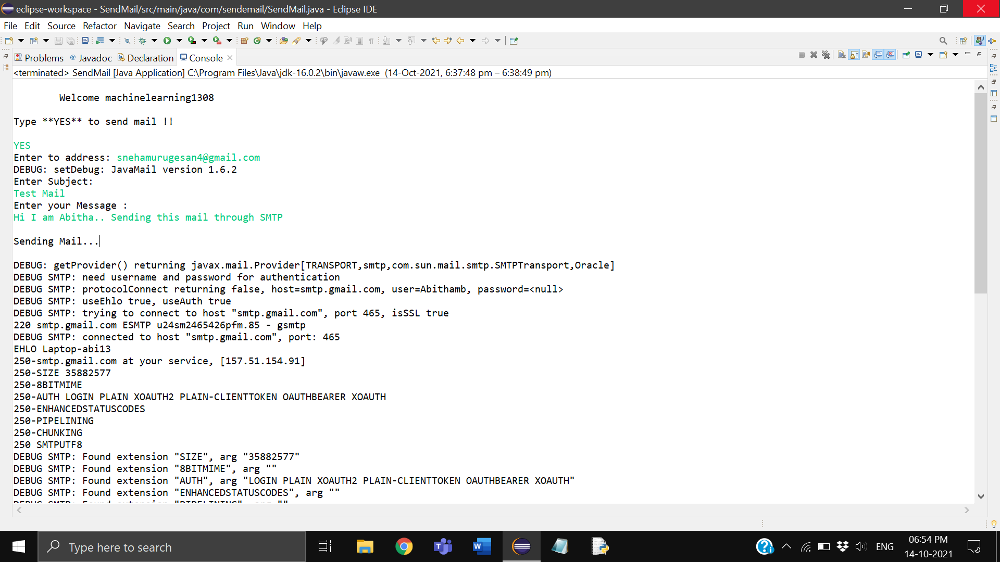 eclipse-workspace - SendMail/src/main/java/com/sendemail/SendMail.java - Eclipse IDE
File Edit Source Refactor Navigate Search Project Run Window Help
Problems @ Javadoc Declaration Console
<terminated> SendMail [Java Application] C:\Program Files\Java\jdk-16.0.2\bin\javaw.exe (14-Oct-2021, 6:37:48 pm – 6:38:49 pm)
Welcome machinelearning1308
Type **YES** to send mail !!
YES
Enter to address: snehamurugesan4@gmail.com
DEBUG: setDebug: JavaMail version 1.6.2
Enter Subject:
Test Mail
Enter your Message :
Hi I am Abitha.. Sending this mail through SMTP
Sending Mail...
DEBUG: getProvider() returning javax.mail.Provider[TRANSPORT,smtp,com.sun.mail.smtp.SMTPTransport,Oracle]
DEBUG SMTP: need username and password for authentication
DEBUG SMTP: protocolConnect returning false, host=smtp.gmail.com, user=Abithamb, password=<null>
DEBUG SMTP: useEhlo true, useAuth true
DEBUG SMTP: trying to connect to host "smtp.gmail.com", port 465, isSSL true
220 smtp.gmail.com ESMTP u24sm2465426pfm.85 - gsmtp
DEBUG SMTP: connected to host "smtp.gmail.com", port: 465
EHLO Laptop-abi13
250-smtp.gmail.com at your service, [157.51.154.91]
250-SIZE 35882577
250-8BITMIME
250-AUTH LOGIN PLAIN XOAUTH2 PLAIN-CLIENTTOKEN OAUTHBEARER XOAUTH
250-ENHANCEDSTATUSCODES
250-PIPELINING
250-CHUNKING
250 SMTPUTF8
DEBUG SMTP: Found extension "SIZE", arg "35882577"
DEBUG SMTP: Found extension "8BITMIME", arg ""
DEBUG SMTP: Found extension "AUTH", arg "LOGIN PLAIN XOAUTH2 PLAIN-CLIENTTOKEN OAUTHBEARER XOAUTH"
DEBUG SMTP: Found extension "ENHANCEDSTATUSCODES", arg ""
DEBUG SMTP: Found extension "PIPELINING", arg ""
Type here to search
ENG
06:54 PM
14-10-2021